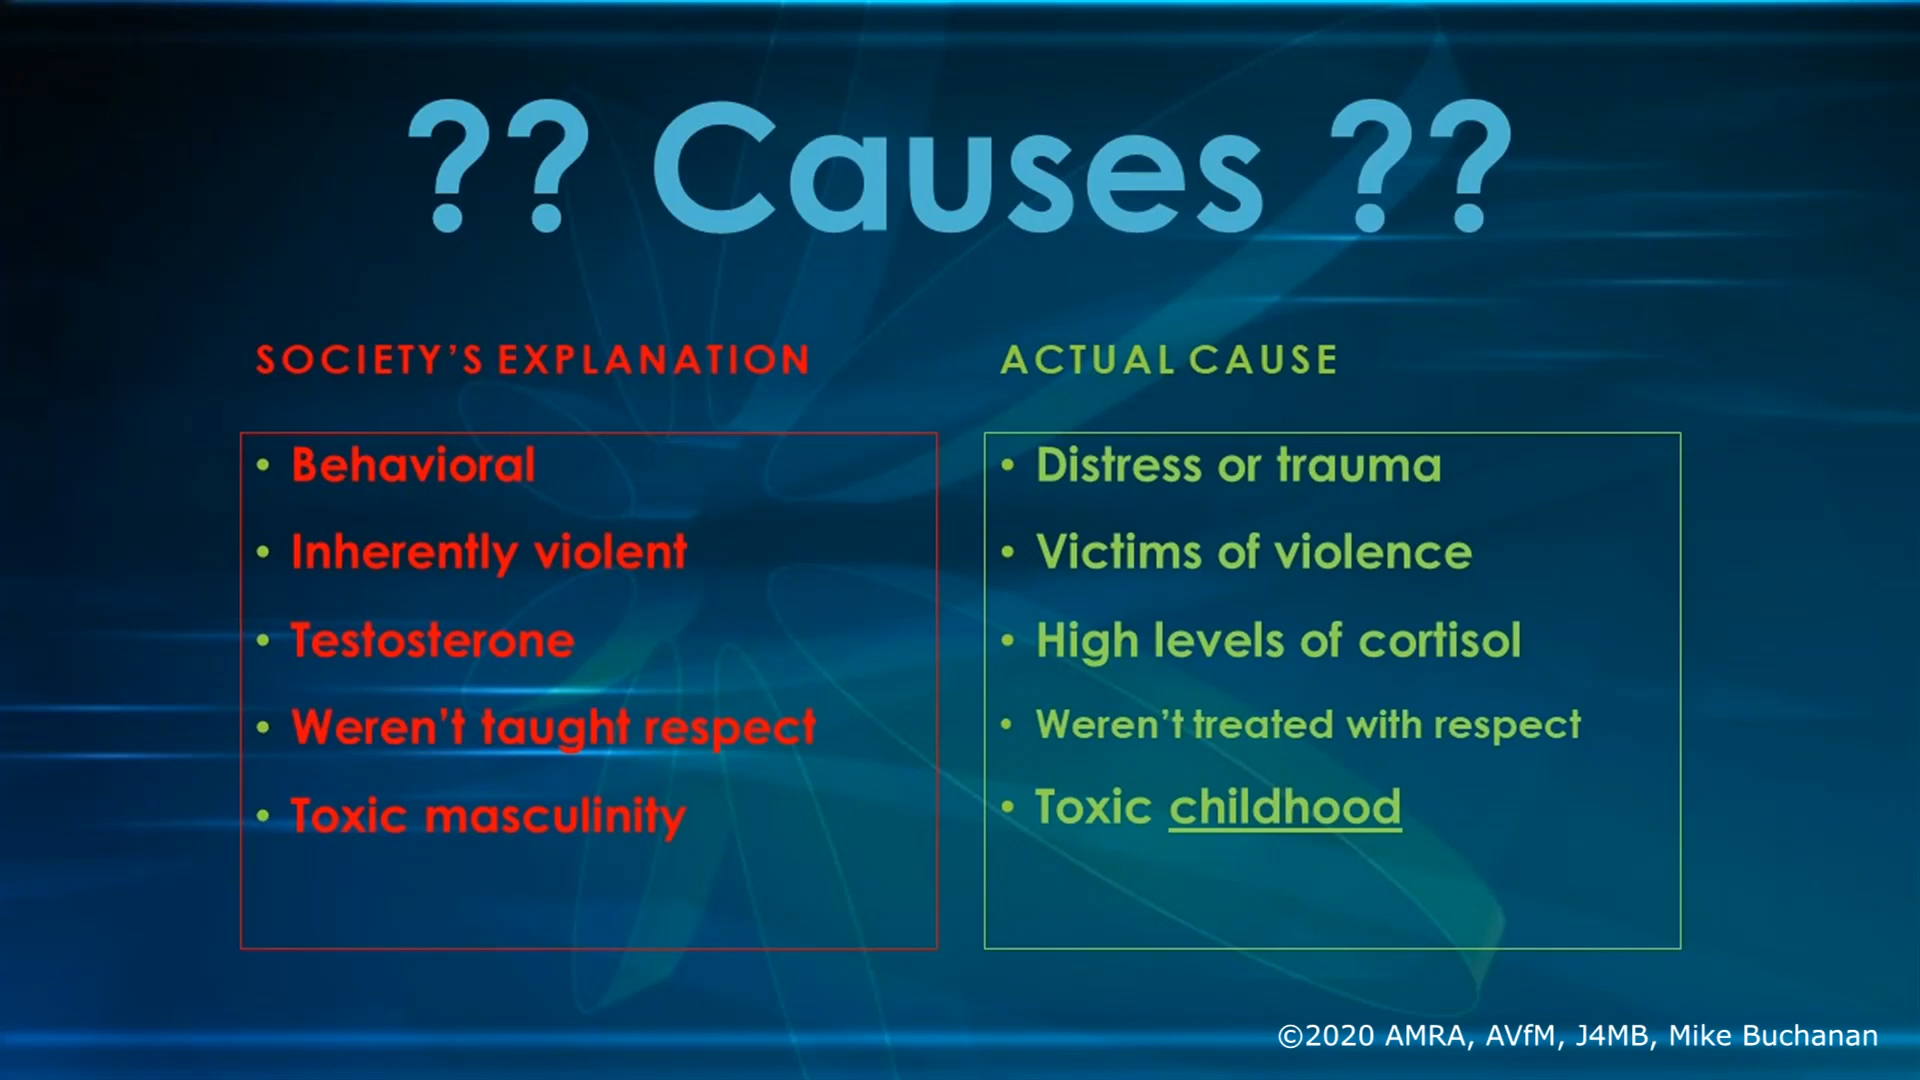 ?? Causes ??
SOCIETY'S EXPLANATION
• Behavioral
• Inherently violent
• Testosterone
• Weren't taught respect
• Toxic masculinity
ACTUAL CAUSE
• Distress or trauma
• Victims of violence
• High levels of cortisol
• Weren't treated with respect
• Toxic childhood
©2020 AMRA, AVfM, J4MB, Mike Buchanan